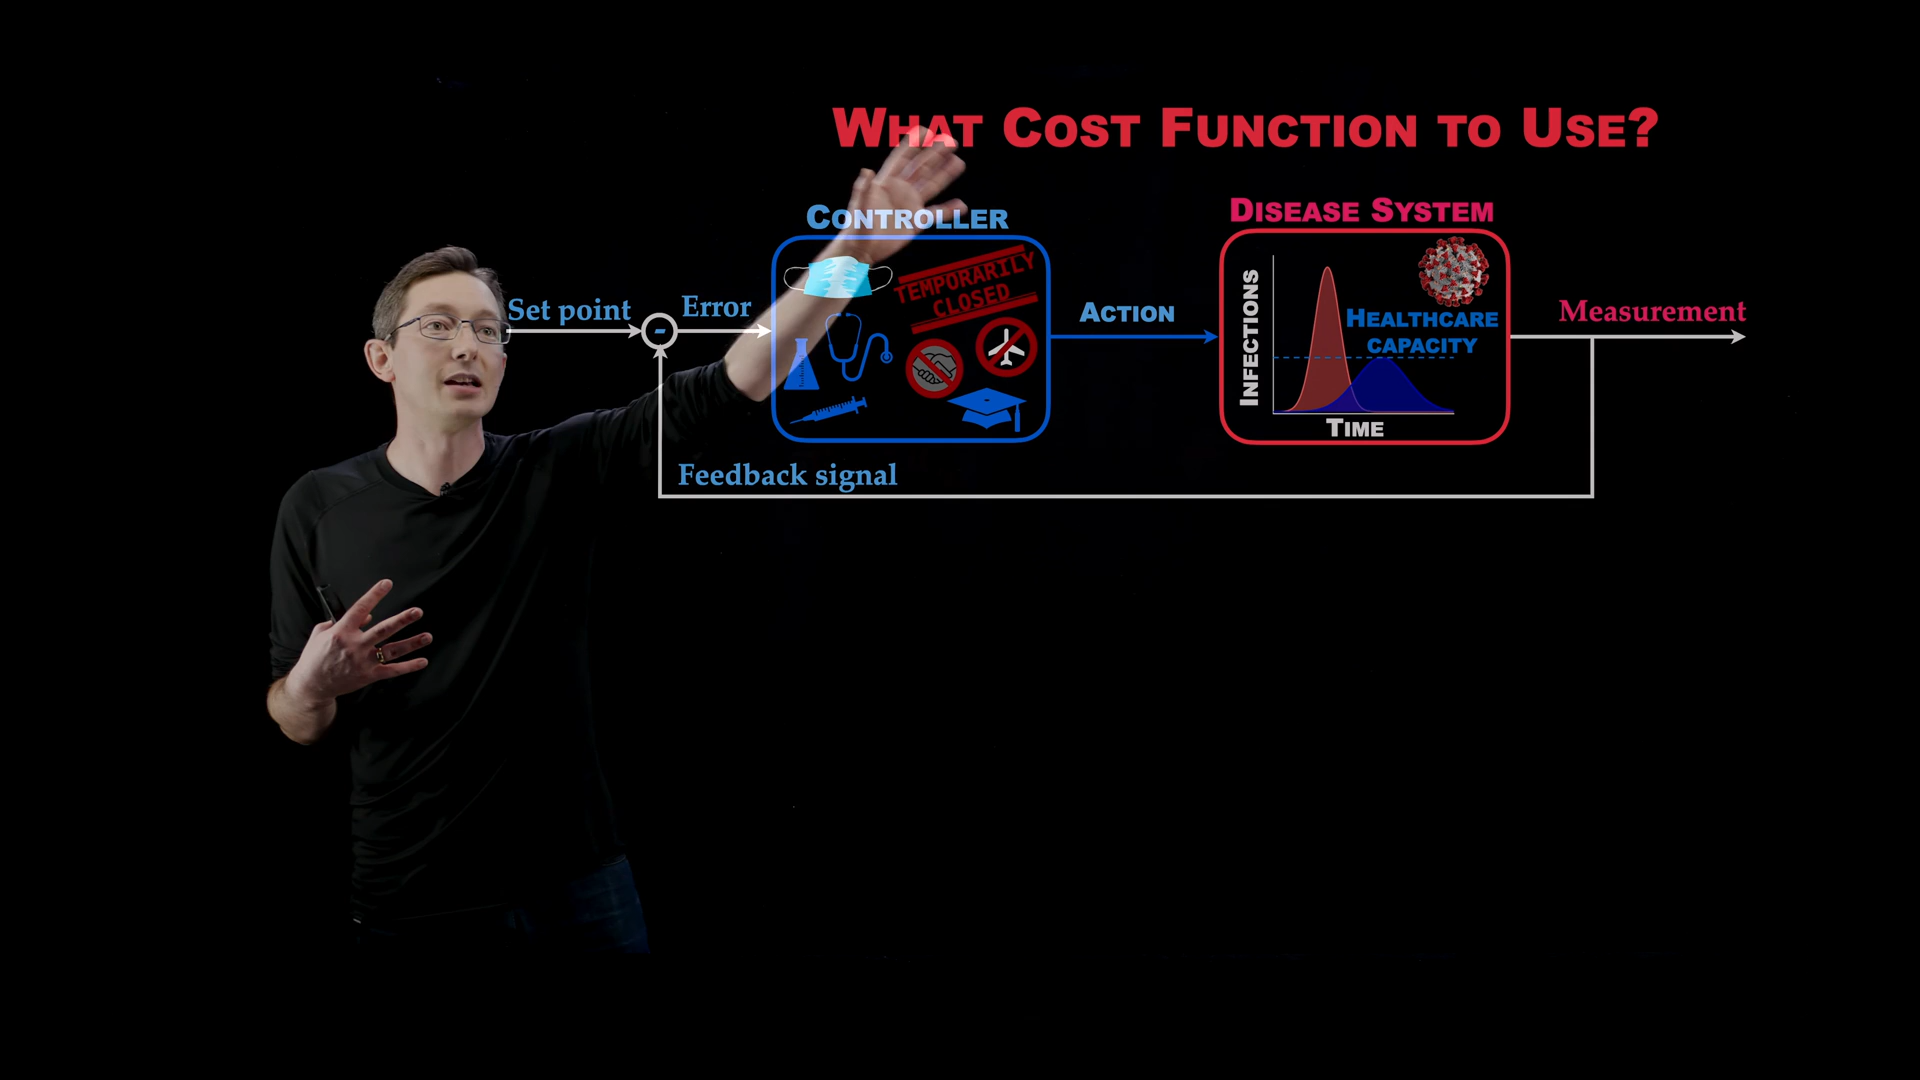 WHAT COST FUNCTION TO USE?
CONTROLLER
DISEASE SYSTEM
TEMPORARILY
CLOSED
Set point
-
Error
ACTION
INFECTIONS
HEALTHCARE
CAPACITY
TIME
Measurement
Feedback signal